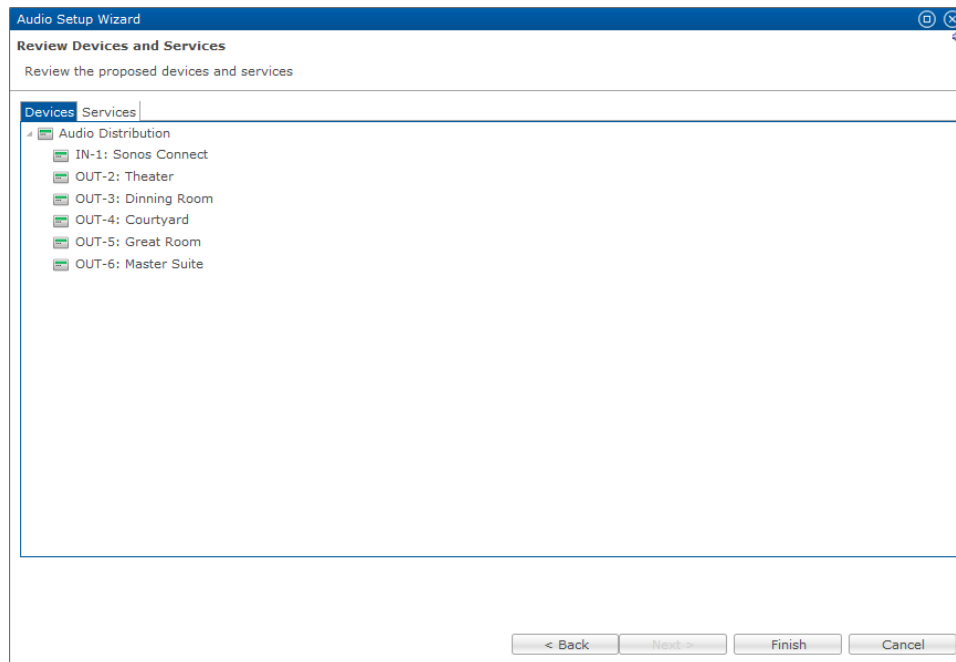 Audio Setup Wizard
Review Devices and Services
Review the proposed devices and services
Devices Services
Audio Distribution
IN-1: Sonos Connect
OUT-2: Theater
OUT-3: Dinning Room
OUT-4: Courtyard
OUT-5: Great Room
OUT-6: Master Suite
< Back Next > Finish Cancel